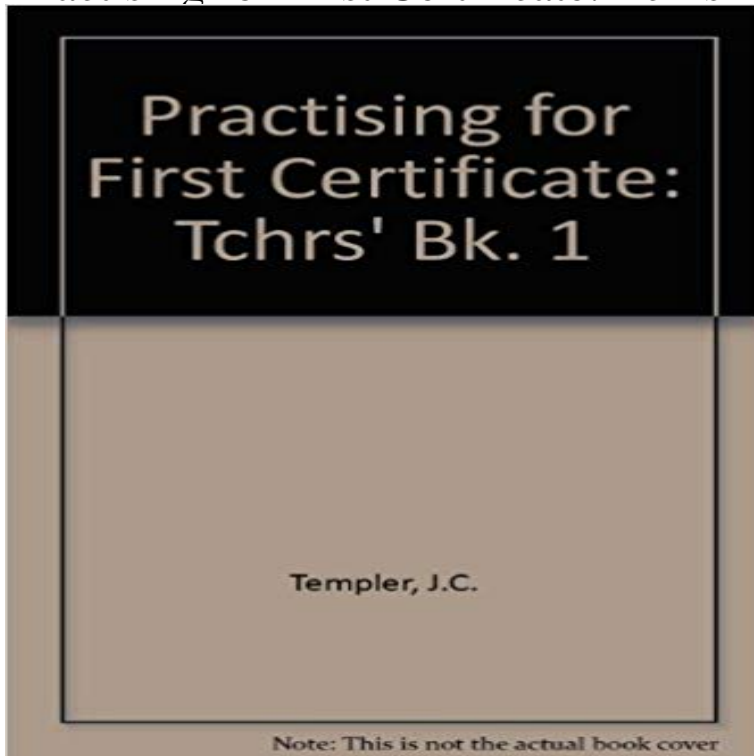 Practising for
First Certificate:
Tchrs' Bk. 1
Templer, J.C.
Note: This is not the actual book cover